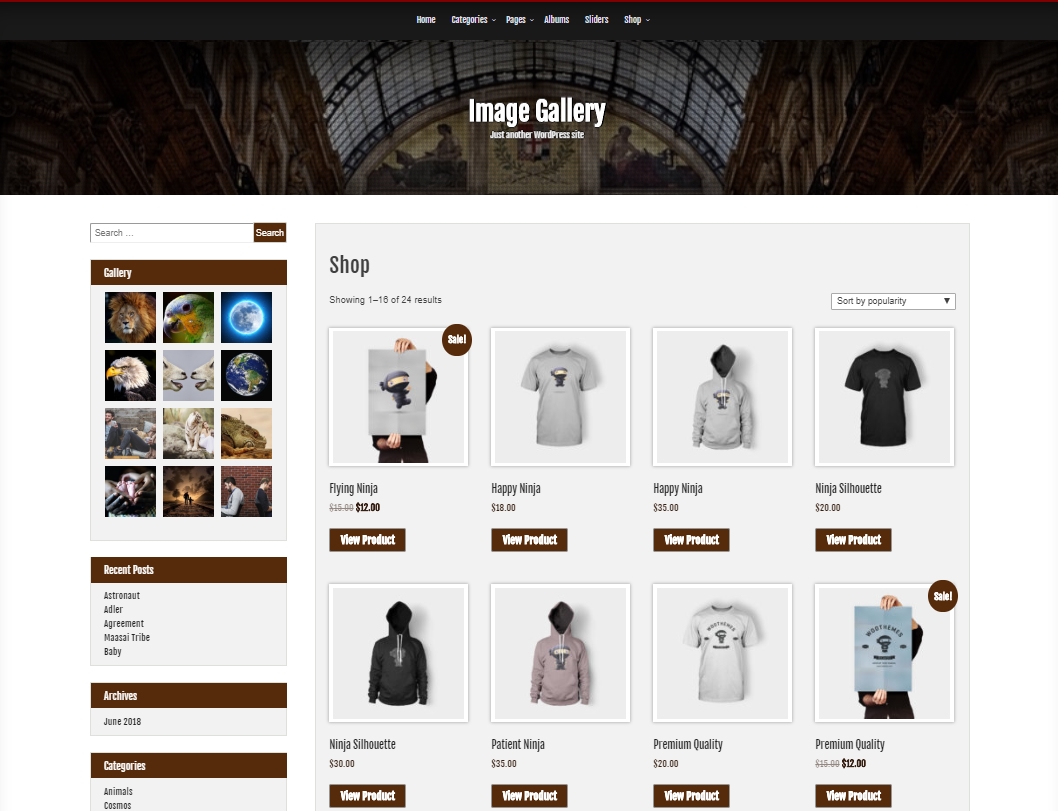 Home Categories Pages Albums Sliders Shop
Image Gallery
Just another WordPress site
Search ...
Search
Gallery
Recent Posts
Astronaut
Adler
Agreement
Maasai Tribe
Baby
Archives
June 2018
Categories
Animals
Cosmos
Shop
Showing 1–16 of 24 results
Sort by popularity
Sale!
Flying Ninja
$15.00 $12.00
View Product
Happy Ninja
$18.00
View Product
Happy Ninja
$35.00
View Product
Ninja Silhouette
$20.00
View Product
Ninja Silhouette
$30.00
View Product
Patient Ninja
$35.00
View Product
WOOTHEMES
Premium Quality
$20.00
View Product
Sale!
WOOTHEMES
Premium Quality
$15.00 $12.00
View Product